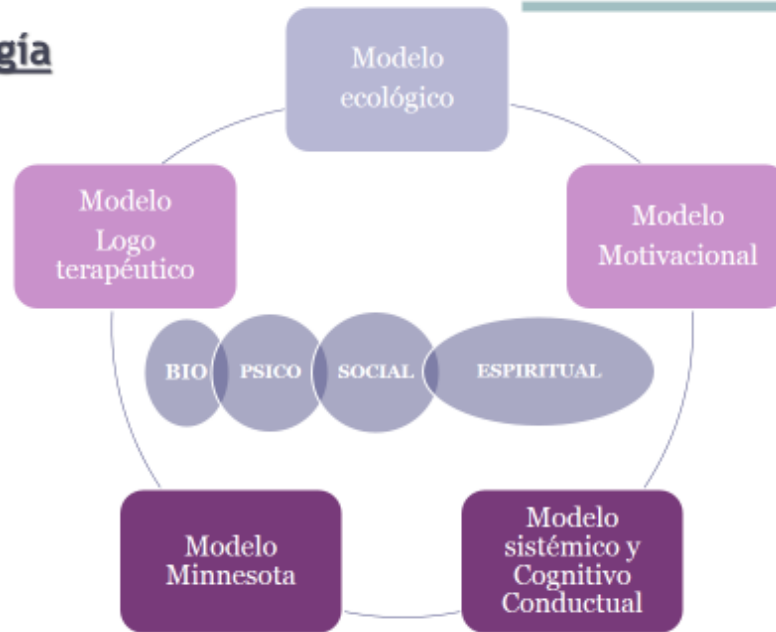 gía
Modelo
ecológico
Modelo
Logo
terapéutico
Modelo
Motivacional
BIO PSICO SOCIAL ESPIRITUAL
Modelo
Minnesota
Modelo
sistémico y
Cognitivo
Conductual